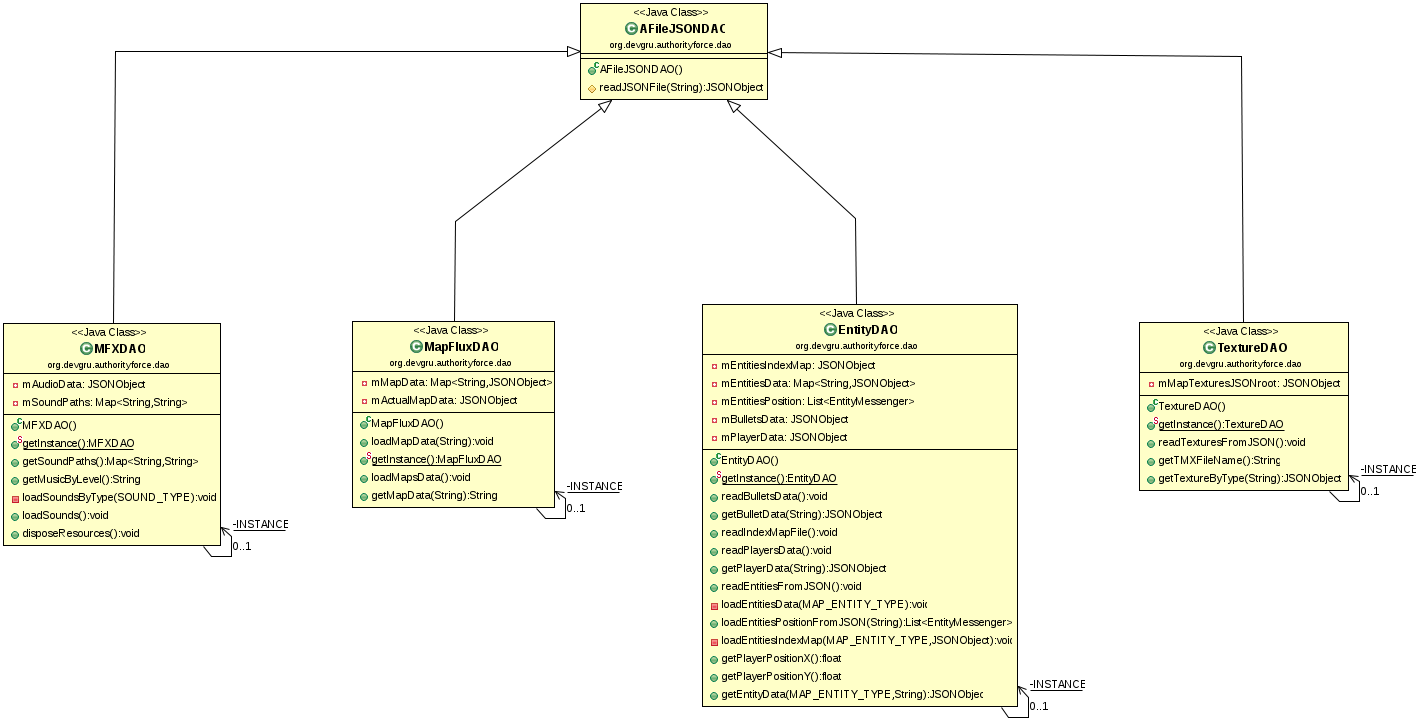 <<Java Class>>
AFileJSONDAO
org.devgru.authorityforce.dao
AFileJSONDAO()
readJSONFile(String):JSONObject
<<Java Class>>
MFXDAO
org.devgru.authorityforce.dao
mAudioData: JSONObject
mSoundPaths: Map<String,String>
MFXDAO()
getInstance():MFXDAO
getSoundPaths():Map<String,String>
getMusicByLevel():String
loadSoundsByType(SOUND_TYPE):void
loadSounds():void
disposeResources():void
-INSTANCE
0..1
<<Java Class>>
MapFluxDAO
org.devgru.authorityforce.dao
mMapData: Map<String,JSONObject>
mActualMapData: JSONObject
MapFluxDAO()
loadMapData(String):void
getInstance():MapFluxDAO
loadMapsData():void
getMapData(String):String
-INSTANCE
0..1
<<Java Class>>
EntityDAO
org.devgru.authorityforce.dao
mEntitiesIndexMap: JSONObject
mEntitiesData: Map<String,JSONObject>
mEntitiesPosition: List<EntityMessenger>
mBulletsData: JSONObject
mPlayerData: JSONObject
EntityDAO()
getInstance():EntityDAO
readBulletsData():void
getBulletData(String):JSONObject
readIndexMapFile():void
readPlayersData():void
getPlayerData(String):JSONObject
readEntitiesFromJSON():void
loadEntitiesData(MAP_ENTITY_TYPE):void
loadEntitiesPositionFromJSON(String):List<EntityMessenger>
loadEntitiesIndexMap(MAP_ENTITY_TYPE,JSONObject):void
getPlayerPositionX():float
getPlayerPositionY():float
getEntityData(MAP_ENTITY_TYPE,String):JSONObjec
-INSTANCE
0..1
<<Java Class>>
TextureDAO
org.devgru.authorityforce.dao
mMapTexturesJSONroot: JSONObject
TextureDAO()
getInstance():TextureDAO
readTexturesFromJSON():void
getTMXFileName():String
getTextureByType(String):JSONObject
-INSTANCE
0..1